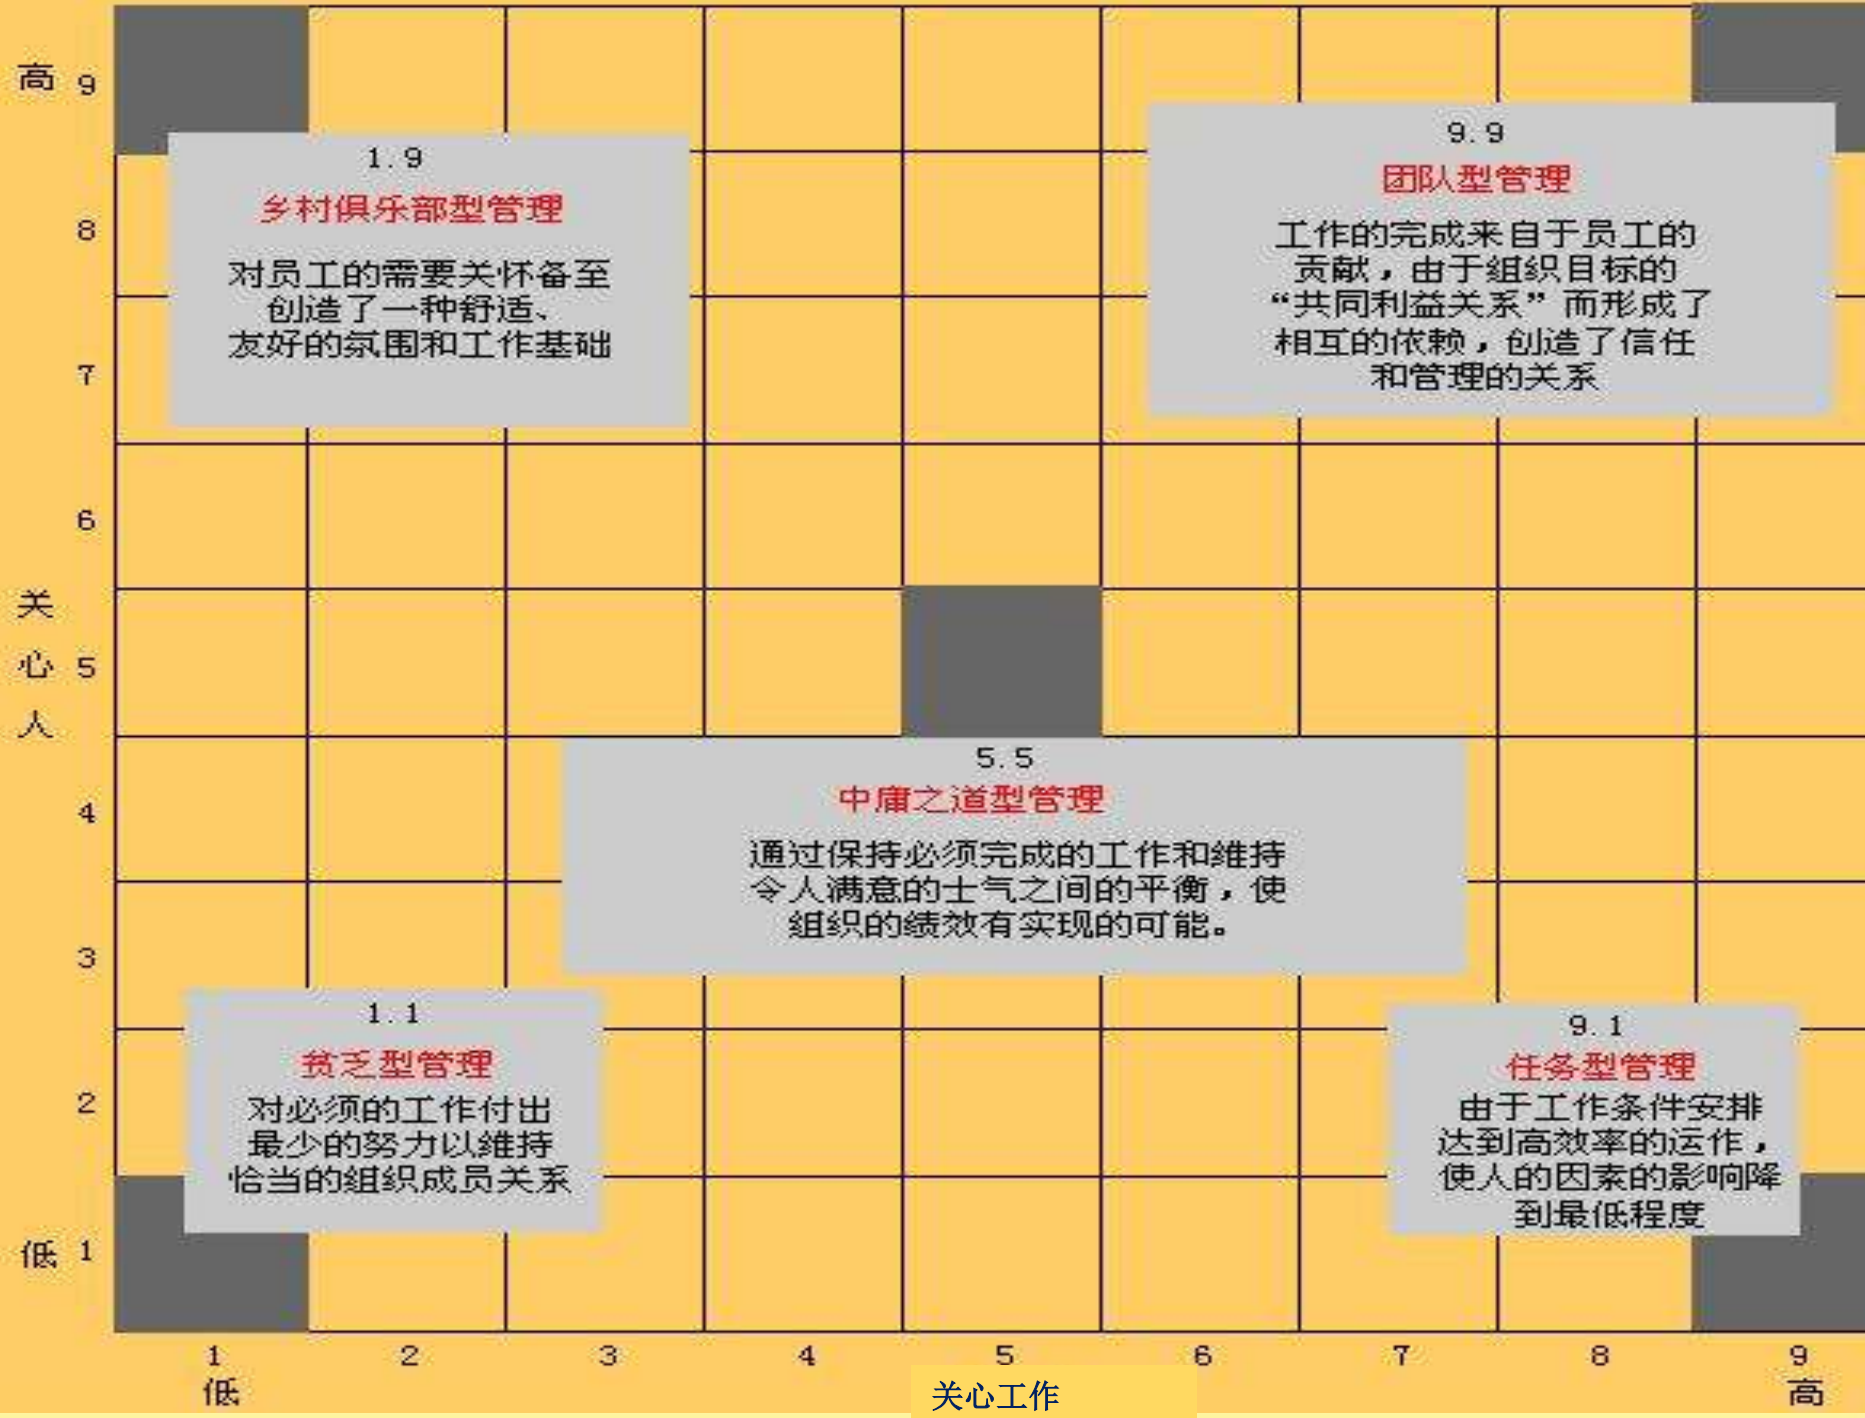 高 9
8
7
6
关
心 5
人
4
3
2
低 1
1.9
乡村俱乐部型管理
对员工的需要关怀备至
创造了一种舒适、
友好的氛围和工作基础
9.9
团队型管理
工作的完成来自于员工的
贡献，由于组织目标的
“共同利益关系”而形成了
相互的依赖，创造了信任
和管理的关系
5.5
中庸之道型管理
通过保持必须完成的工作和维持
令人满意的士气之间的平衡，使
组织的绩效有实现的可能。
1.1
贫乏型管理
对必须的工作付出
最少的努力以维持
恰当的组织成员关系
9.1
任务型管理
由于工作条件安排
达到高效率的运作，
使人的因素的影响降
到最低程度
1 2 3 4 5 6 7 8 9
低 关心工作 高